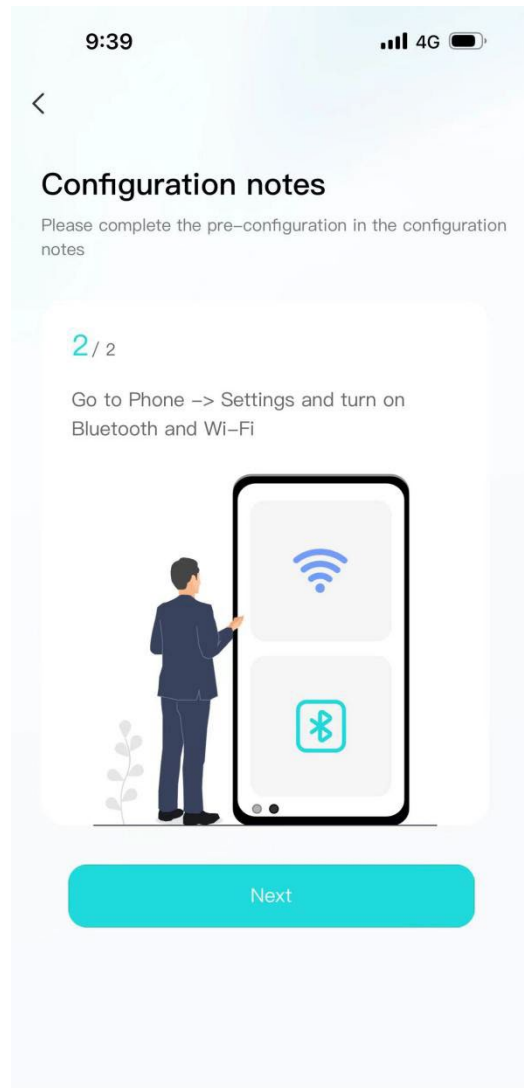 9:39
4G
Configuration notes
Please complete the pre-configuration in the configuration
notes
2/ 2
Go to Phone -> Settings and turn on
Bluetooth and Wi-Fi
Next